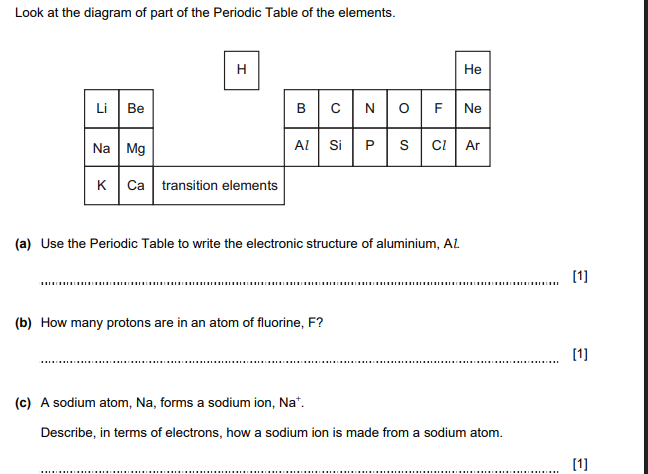 Look at the diagram of part of the Periodic Table of the elements.
H He
Li Be B C N O F Ne
Na Mg Al Si P S Cl Ar
K Ca transition elements
(a) Use the Periodic Table to write the electronic structure of aluminium, Al.
[1]
(b) How many protons are in an atom of fluorine, F?
[1]
(c) A sodium atom, Na, forms a sodium ion, Na⁺.
Describe, in terms of electrons, how a sodium ion is made from a sodium atom.
[1]